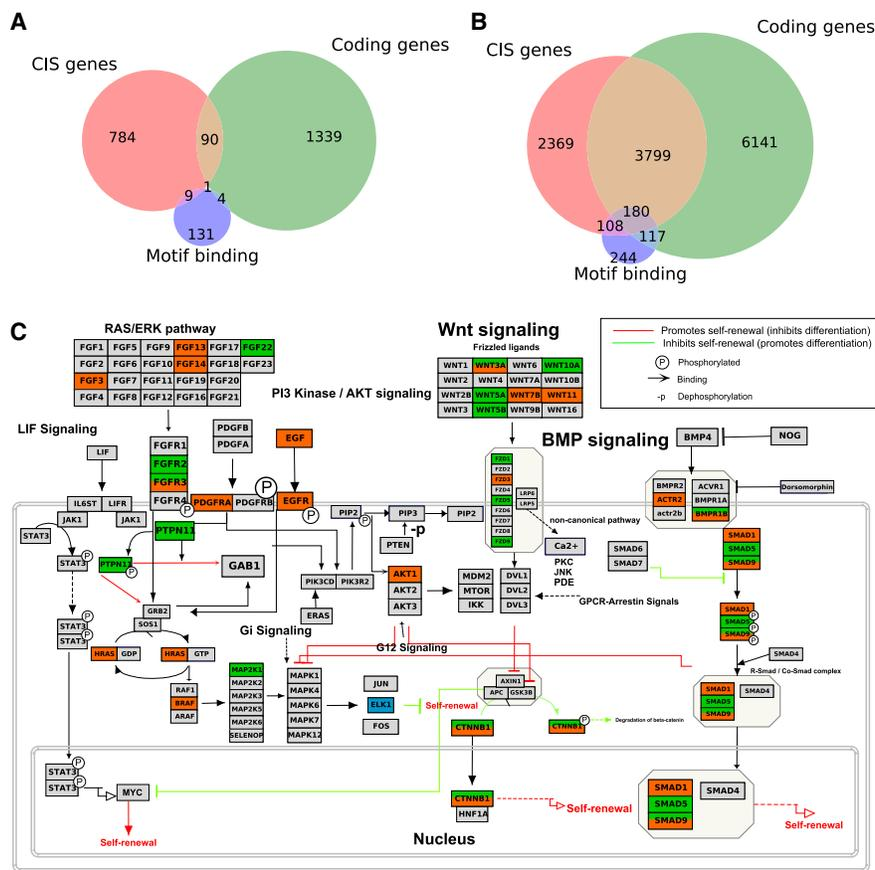 A
CIS genes
Coding genes
784
90
1339
9
1
4
131
Motif binding
B
CIS genes
Coding genes
2369
3799
6141
180
108
117
244
Motif binding
C
RAS/ERK pathway
FGF1 FGF5 FGF9 FGF13 FGF17 FGF22
FGF2 FGF6 FGF10 FGF14 FGF18 FGF23
FGF3 FGF7 FGF11 FGF15 FGF19 FGF20
FGF4 FGF8 FGF12 FGF16 FGF21
Wnt signaling
Frizzled ligands
WNT1 WNT3A WNT6 WNT10A
WNT2 WNT4 WNT7A WNT10B
WNT2B WNT5A WNT7B WNT11
WNT3 WNT5B WNT9B WNT16
Promotes self-renewal (inhibits differentiation)
Inhibits self-renewal (promotes differentiation)
P Phosphorylated
Binding
-p Dephosphorylation
PI3 Kinase / AKT signaling
LIF Signaling
LIF
IL6ST LIFR
JAK1 JAK1
STAT3
STAT3 P
STAT3 P
STAT3 P
FGFR1
FGFR2
FGFR3
FGFR4
P
PDGFB
PDGFA
PDGFRA PDGFRB
P
EGF
EGFR
P
PTPN11
PTPN11 P
GAB1
GRB2
SOS1
HRAS GDP
HRAS GTP
RAF1
BRAF
ARAF
PIP2
PIP3
PIP2
-p
PTEN
PIK3CD PIK3R2
ERAS
AKT1
AKT2
AKT3
MDM2
MTOR
IKK
Gi Signaling
G12 Signaling
MAP2K1
MAP2K2
MAP2K3
MAP2K5
MAP2K6
SELENOP
MAPK1
MAPK4
MAPK6
MAPK7
MAPK12
JUN
ELK1
FOS
Self-renewal
FZD1
FZD2
FZD3
FZD4
FZD5
FZD6
FZD7
FZD8
FZD9
LRP6
LRP5
non-canonical pathway
Ca2+
PKC
JNK
PDE
DVL1
DVL2
DVL3
GPCR-Arrestin Signals
AXIN1
APC GSK3B
CTNNB1
CTNNB1 P
Degradation of beta-catenin
BMP signaling
BMP4
NOG
BMPR2 ACVR1
ACTR2 BMPR1A
actr2b BMPR1B
Dorsomorphin
SMAD6
SMAD7
SMAD1
SMAD5
SMAD9
SMAD1 P
SMAD5 P
SMAD9 P
SMAD4
R-Smad / Co-Smad complex
SMAD1
SMAD5
SMAD9
SMAD4
STAT3 P
STAT3 P
MYC
Self-renewal
CTNNB1
HNF1A
Self-renewal
SMAD1
SMAD5
SMAD9
SMAD4
Self-renewal
Nucleus